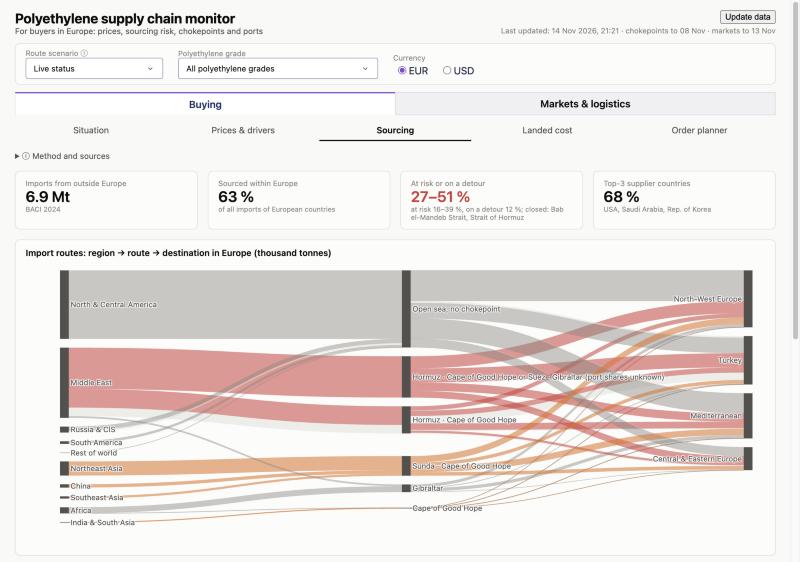 Polyethylene supply chain monitor
Update data
For buyers in Europe: prices, sourcing risk, chokepoints and ports
Last updated: 14 Nov 2026, 21:21 · chokepoints to 08 Nov · markets to 13 Nov
Route scenario ⓘ
Polyethylene grade
Currency
Live status
All polyethylene grades
EUR
USD
Buying
Markets & logistics
Situation
Prices & drivers
Sourcing
Landed cost
Order planner
▶ ⓘ Method and sources
Imports from outside Europe
6.9 Mt
BACI 2024
Sourced within Europe
63 %
of all imports of European countries
At risk or on a detour
27–51 %
at risk 16–39 %, on a detour 12 %; closed: Bab
el-Mandeb Strait, Strait of Hormuz
Top-3 supplier countries
68 %
USA, Saudi Arabia, Rep. of Korea
Import routes: region → route → destination in Europe (thousand tonnes)
North & Central America
Middle East
Russia & CIS
South America
Rest of world
Northeast Asia
China
Southeast Asia
Africa
India & South Asia
Open sea, no chokepoint
Hormuz · Cape of Good Hope or Suez · Gibraltar (port shares unknown)
Hormuz · Cape of Good Hope
Sunda · Cape of Good Hope
Gibraltar
Cape of Good Hope
North-West Europe
Turkey
Mediterranean
Central & Eastern Europe